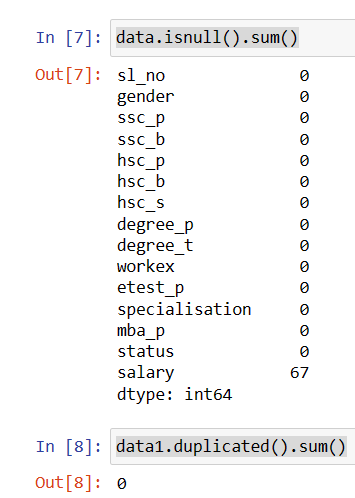 In [7]: data.isnull().sum()
Out[7]: sl_no 0
gender 0
ssc_p 0
ssc_b 0
hsc_p 0
hsc_b 0
hsc_s 0
degree_p 0
degree_t 0
workex 0
etest_p 0
specialisation 0
mba_p 0
status 0
salary 67
dtype: int64
In [8]: data1.duplicated().sum()
Out[8]: 0